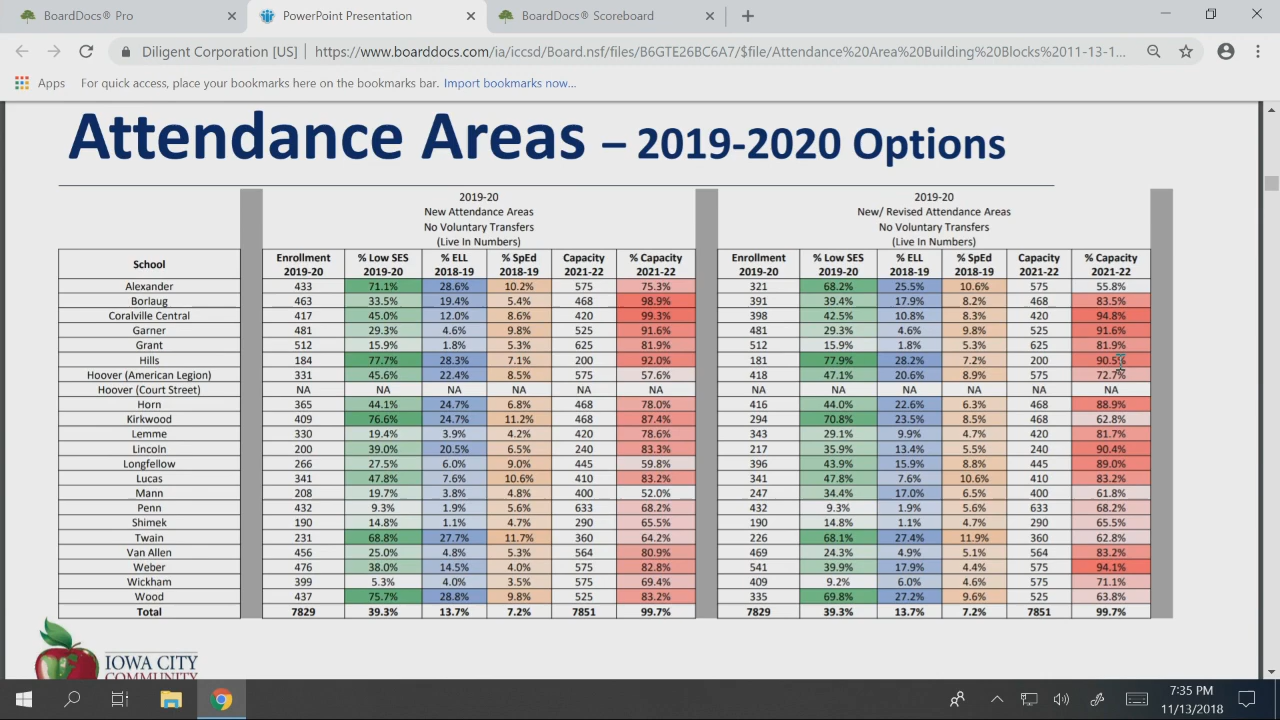 BoardDocs® Pro
PowerPoint Presentation
BoardDocs® Scoreboard
Diligent Corporation [US] https://www.boarddocs.com/ia/iccsd/Board.nsf/files/B6GTE26BC6A7/$file/Attendance%20Area%20Building%20Blocks%2011-13-1...
Apps For quick access, place your bookmarks here on the bookmarks bar. Import bookmarks now...
Attendance Areas – 2019-2020 Options
2019-20 2019-20
New Attendance Areas New/ Revised Attendance Areas
No Voluntary Transfers No Voluntary Transfers
(Live In Numbers) (Live In Numbers)
School Enrollment 2019-20 % Low SES 2019-20 % ELL 2018-19 % SpEd 2018-19 Capacity 2021-22 % Capacity 2021-22 Enrollment 2019-20 % Low SES 2019-20 % ELL 2018-19 % SpEd 2018-19 Capacity 2021-22 % Capacity 2021-22
Alexander 433 71.1% 28.6% 10.2% 575 75.3% 321 68.2% 25.5% 10.6% 575 55.8%
Borlaug 463 33.5% 19.4% 5.4% 468 98.9% 391 39.4% 17.9% 8.2% 468 83.5%
Coralville Central 417 45.0% 12.0% 8.6% 420 99.3% 398 42.5% 10.8% 8.3% 420 94.8%
Garner 481 29.3% 4.6% 9.8% 525 91.6% 481 29.3% 4.6% 9.8% 525 91.6%
Grant 512 15.9% 1.8% 5.3% 625 81.9% 512 15.9% 1.8% 5.3% 625 81.9%
Hills 184 77.7% 28.3% 7.1% 200 92.0% 181 77.9% 28.2% 7.2% 200 90.5%
Hoover (American Legion) 331 45.6% 22.4% 8.5% 575 57.6% 418 47.1% 20.6% 8.9% 575 72.7%
Hoover (Court Street) NA NA NA NA NA NA NA NA NA NA NA NA
Horn 365 44.1% 24.7% 6.8% 468 78.0% 416 44.0% 22.6% 6.3% 468 88.9%
Kirkwood 409 76.6% 24.7% 11.2% 468 87.4% 294 70.8% 23.5% 8.5% 468 62.8%
Lemme 330 19.4% 3.9% 4.2% 420 78.6% 343 29.1% 9.9% 4.7% 420 81.7%
Lincoln 200 39.0% 20.5% 6.5% 240 83.3% 217 35.9% 13.4% 5.5% 240 90.4%
Longfellow 266 27.5% 6.0% 9.0% 445 59.8% 396 43.9% 15.9% 8.8% 445 89.0%
Lucas 341 47.8% 7.6% 10.6% 410 83.2% 341 47.8% 7.6% 10.6% 410 83.2%
Mann 208 19.7% 3.8% 4.8% 400 52.0% 247 34.4% 17.0% 6.5% 400 61.8%
Penn 432 9.3% 1.9% 5.6% 633 68.2% 432 9.3% 1.9% 5.6% 633 68.2%
Shimek 190 14.8% 1.1% 4.7% 290 65.5% 190 14.8% 1.1% 4.7% 290 65.5%
Twain 231 68.8% 27.7% 11.7% 360 64.2% 226 68.1% 27.4% 11.9% 360 62.8%
Van Allen 456 25.0% 4.8% 5.3% 564 80.9% 469 24.3% 4.9% 5.1% 564 83.2%
Weber 476 38.0% 14.5% 4.0% 575 82.8% 541 39.9% 17.9% 4.4% 575 94.1%
Wickham 399 5.3% 4.0% 3.5% 575 69.4% 409 9.2% 6.0% 4.6% 575 71.1%
Wood 437 75.7% 28.8% 9.8% 525 83.2% 335 69.8% 27.2% 9.6% 525 63.8%
Total 7829 39.3% 13.7% 7.2% 7851 99.7% 7829 39.3% 13.7% 7.2% 7851 99.7%
IOWA CITY
COMMUNITY
7:35 PM
11/13/2018